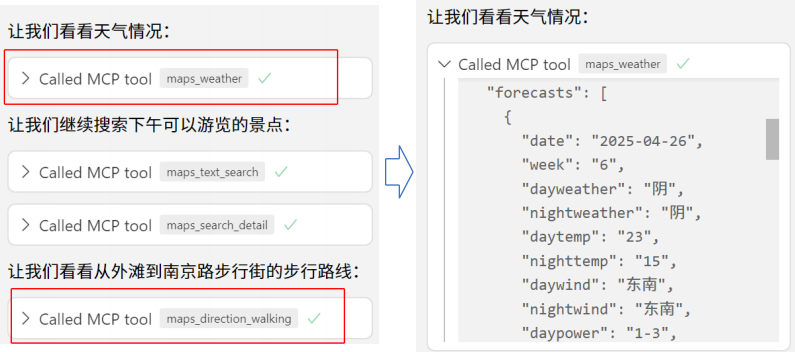 让我们看看天气情况：
Called MCP tool maps_weather
让我们继续搜索下午可以游览的景点：
Called MCP tool maps_text_search
Called MCP tool maps_search_detail
让我们看看从外滩到南京路步行街的步行路线：
Called MCP tool maps_direction_walking
让我们看看天气情况：
Called MCP tool maps_weather
"forecasts": [
{
"date": "2025-04-26",
"week": "6",
"dayweather": "阴",
"nightweather": "阴",
"daytemp": "23",
"nighttemp": "15",
"daywind": "东南",
"nightwind": "东南",
"daypower": "1-3",